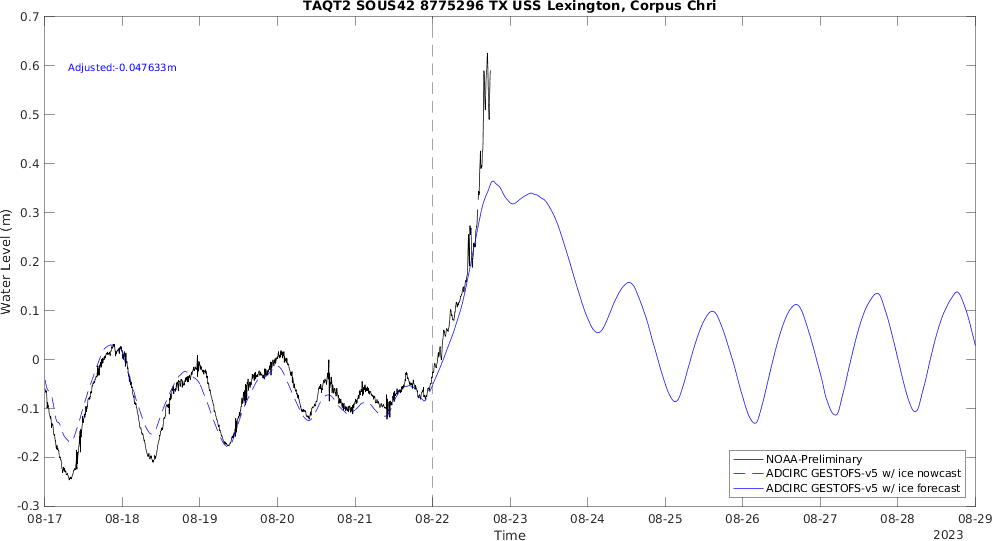 TAQT2 SOUS42 8775296 TX USS Lexington, Corpus Chri
0.7
0.6
0.5
0.4
0.3
0.2
0.1
0
-0.1
-0.2
-0.3
Water Level (m)
Adjusted:-0.047633m
NOAA-Preliminary
ADCIRC GESTOFS-v5 w/ ice nowcast
ADCIRC GESTOFS-v5 w/ ice forecast
08-17 08-18 08-19 08-20 08-21 08-22 08-23 08-24 08-25 08-26 08-27 08-28 08-29
Time
2023